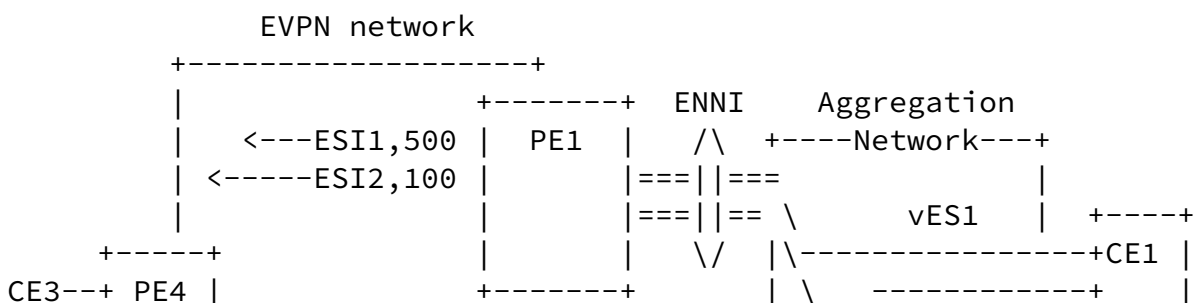 EVPN network
           +-------------------+
           |                +-------+  ENNI     Aggregation
           |   <---ESI1,500 |  PE1  |   /\  +----Network---+
           | <-----ESI2,100 |       |===||===              |
           |                |       |===||== \      vES1   |  +----+
      +-----+               |       |   \/  |\----------------+CE1 |
CE3--+ PE4 |                +-------+       | \   ------------+    |